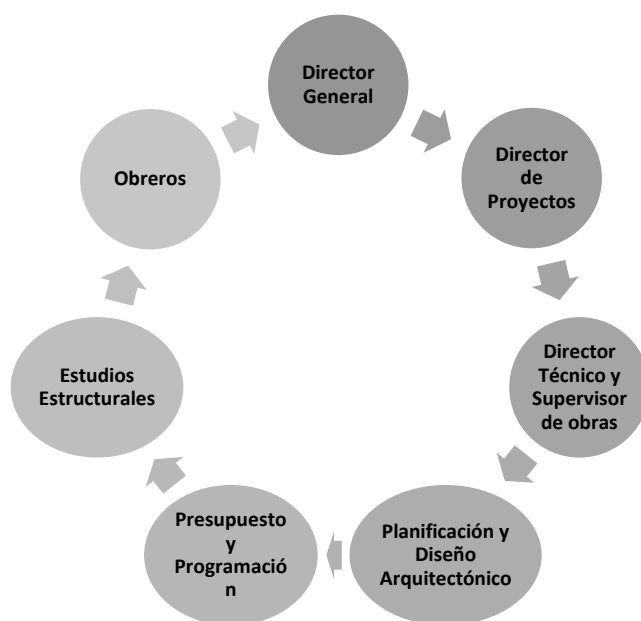 Director
General
Director
de
Proyectos
Director
Técnico y
Supervisor
de obras
Planificación y
Diseño
Arquitectónico
Presupuesto
y
Programació
n
Estudios
Estructurales
Obreros